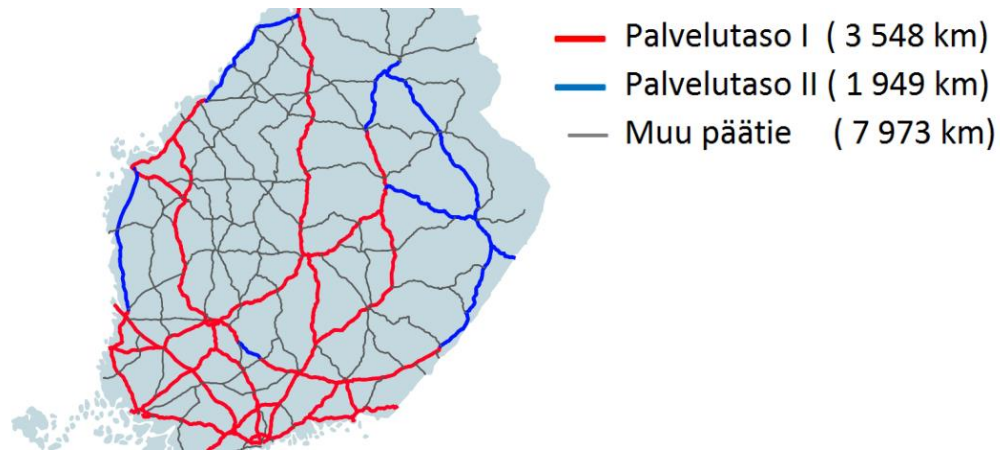 Palvelutaso I ( 3 548 km)
Palvelutaso II ( 1 949 km)
Muu päätie ( 7 973 km)